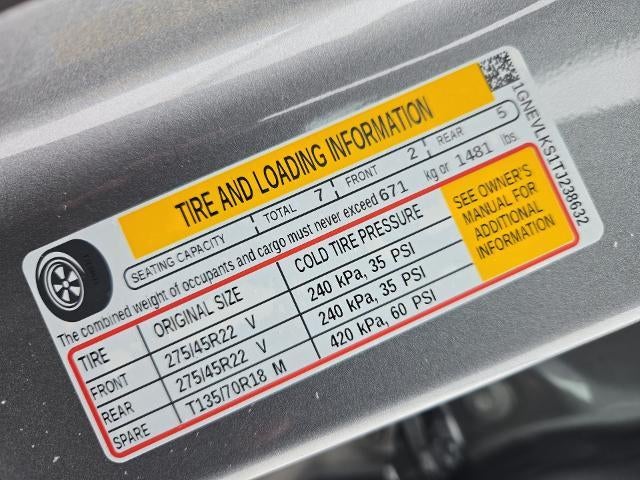 TIRE AND LOADING INFORMATION
1GNEVLKS1TJ238632
SEATING CAPACITY TOTAL 7 FRONT 2 REAR 5
The combined weight of occupants and cargo must never exceed 671 kg or 1481 lbs.
TIRE ORIGINAL SIZE COLD TIRE PRESSURE
FRONT 275/45R22 V 240 kPa, 35 PSI
REAR 275/45R22 V 240 kPa, 35 PSI
SPARE T135/70R18 M 420 kPa, 60 PSI
SEE OWNER'S
MANUAL FOR
ADDITIONAL
INFORMATION